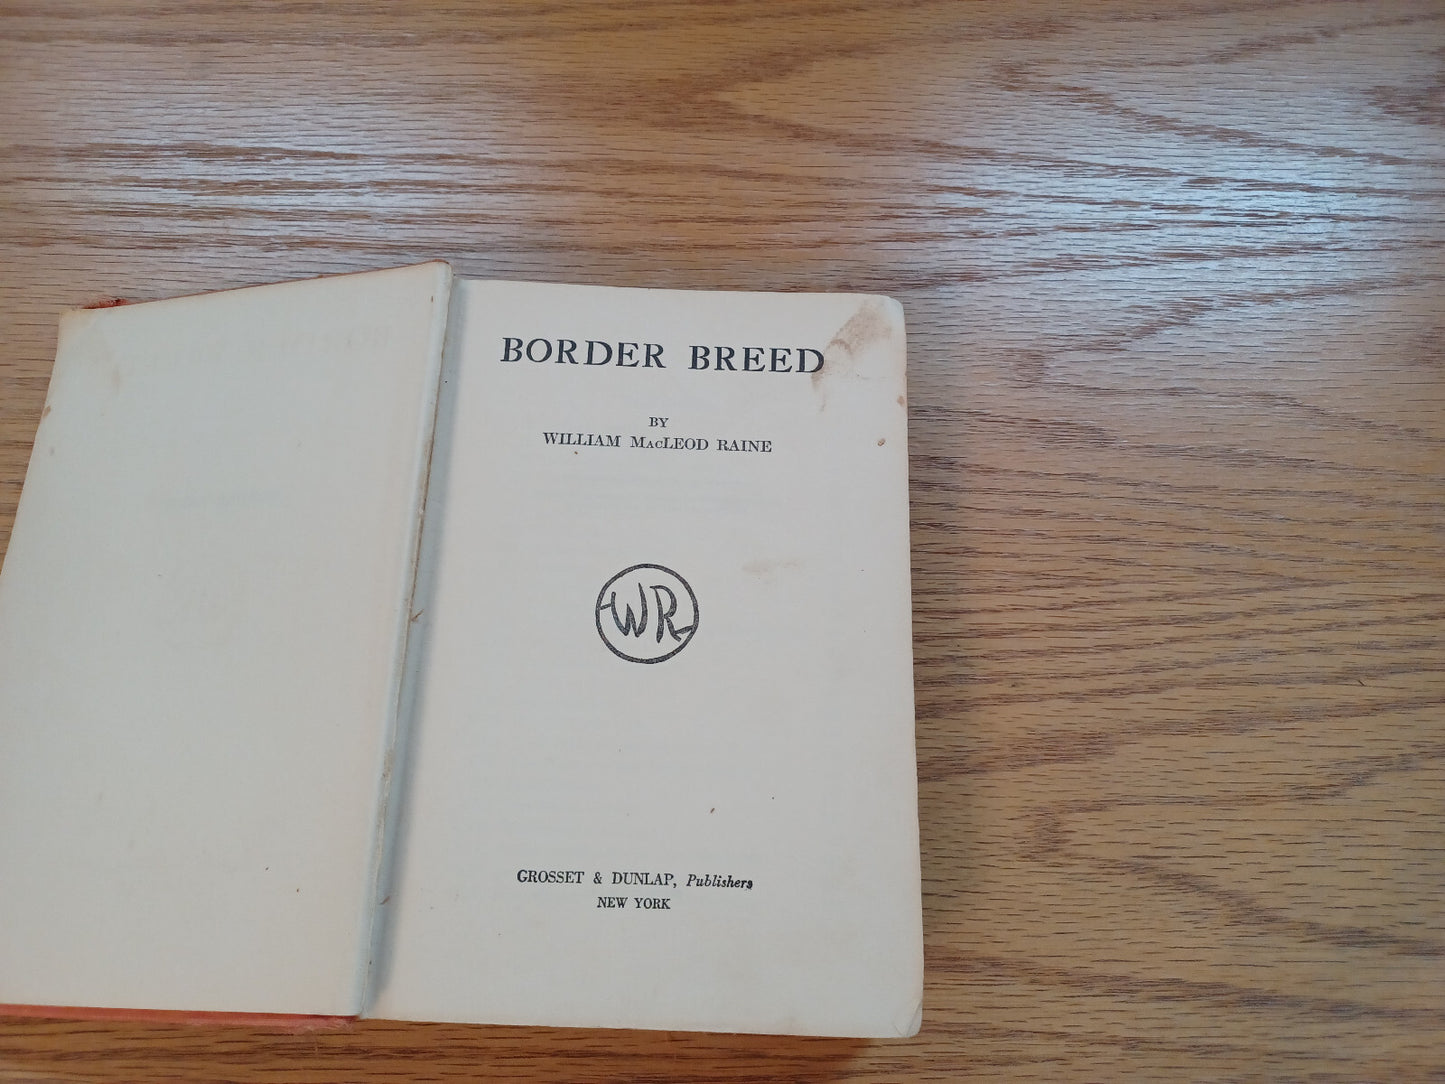 BORDER BREED
BY
WILLIAM MacLEOD RAINE
WR
GROSSET & DUNLAP, Publishers
NEW YORK